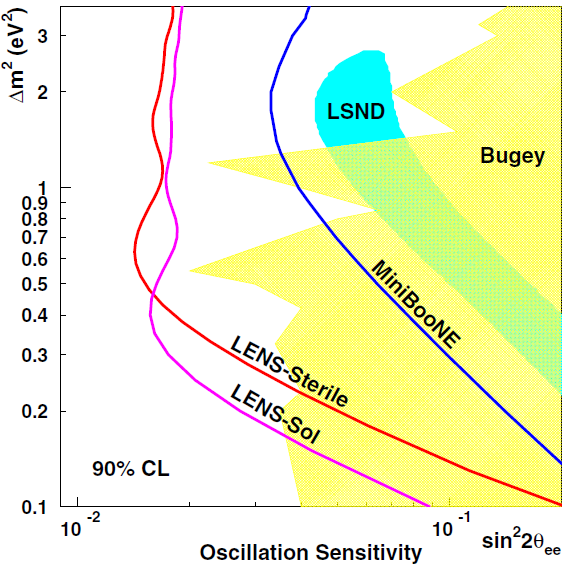 Δm² (eV²)
3
2
1
0.9
0.8
0.7
0.6
0.5
0.4
0.3
0.2
0.1
LSND
Bugey
MiniBooNE
LENS-Sterile
LENS-Sol
90% CL
10⁻²
10⁻¹
sin²2θee
Oscillation Sensitivity